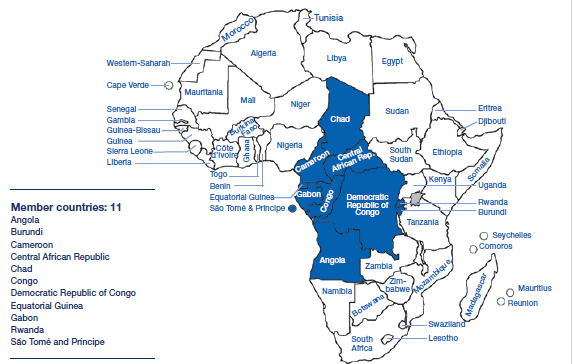 Tunisia
Morocco
Algeria
Libya
Egypt
Western-Saharah
Cape Verde
Mauritania
Mali
Niger
Chad
Sudan
Eritrea
Djibouti
Senegal
Gambia
Guinea-Bissau
Guinea
Sierra Leone
Liberia
Burkina
Faso
Côte
d'Ivoire
Ghana
Nigeria
Togo
Benin
Equatorial Guinea
São Tomé & Príncipe
Cameroon
Central
African Rep.
South
Sudan
Ethiopia
Somalia
Kenya
Uganda
Rwanda
Burundi
Gabon
Congo
Democratic
Republic of
Congo
Tanzania
Seychelles
Comoros
Angola
Zambia
Mozambique
Zim-
babwe
Namibia
Botswana
Madagascar
Mauritius
Reunion
Swaziland
Lesotho
South
Africa
Member countries: 11
Angola
Burundi
Cameroon
Central African Republic
Chad
Congo
Democratic Republic of Congo
Equatorial Guinea
Gabon
Rwanda
São Tomé and Principe